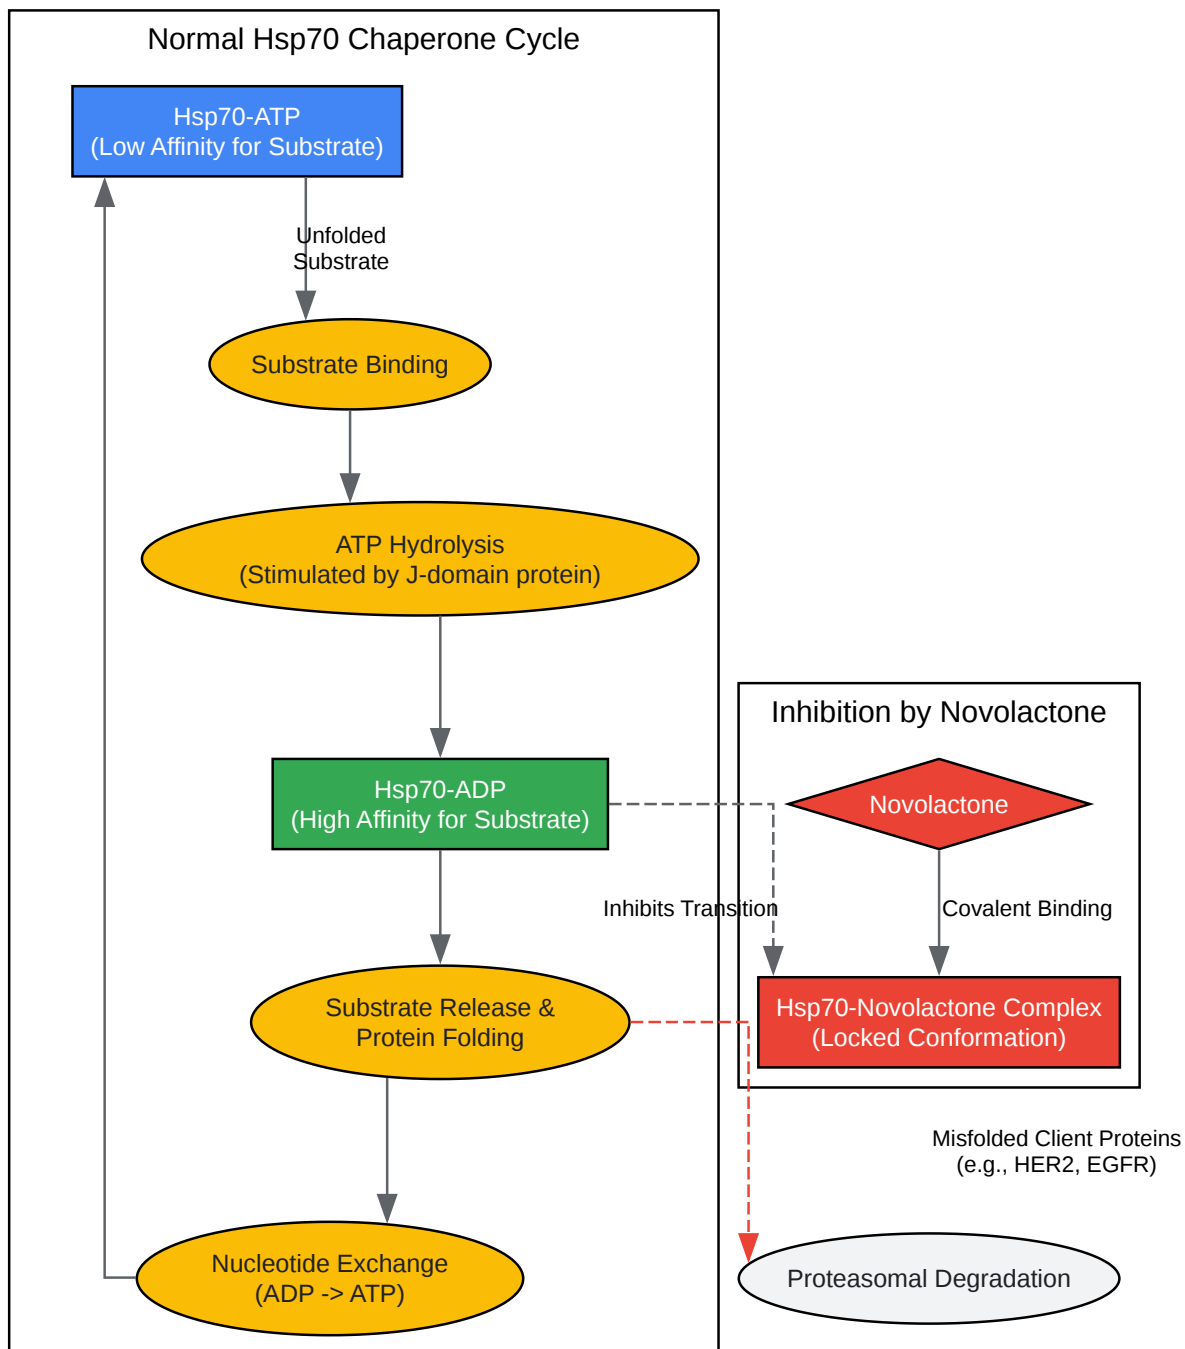 Normal Hsp70 Chaperone Cycle
Hsp70-ATP
(Low Affinity for Substrate)
Unfolded
Substrate
Substrate Binding
ATP Hydrolysis
(Stimulated by J-domain protein)
Hsp70-ADP
(High Affinity for Substrate)
Inhibits Transition
Substrate Release &
Protein Folding
Nucleotide Exchange
(ADP -> ATP)
Inhibition by Novolactone
Novolactone
Covalent Binding
Hsp70-Novolactone Complex
(Locked Conformation)
Misfolded Client Proteins
(e.g., HER2, EGFR)
Proteasomal Degradation